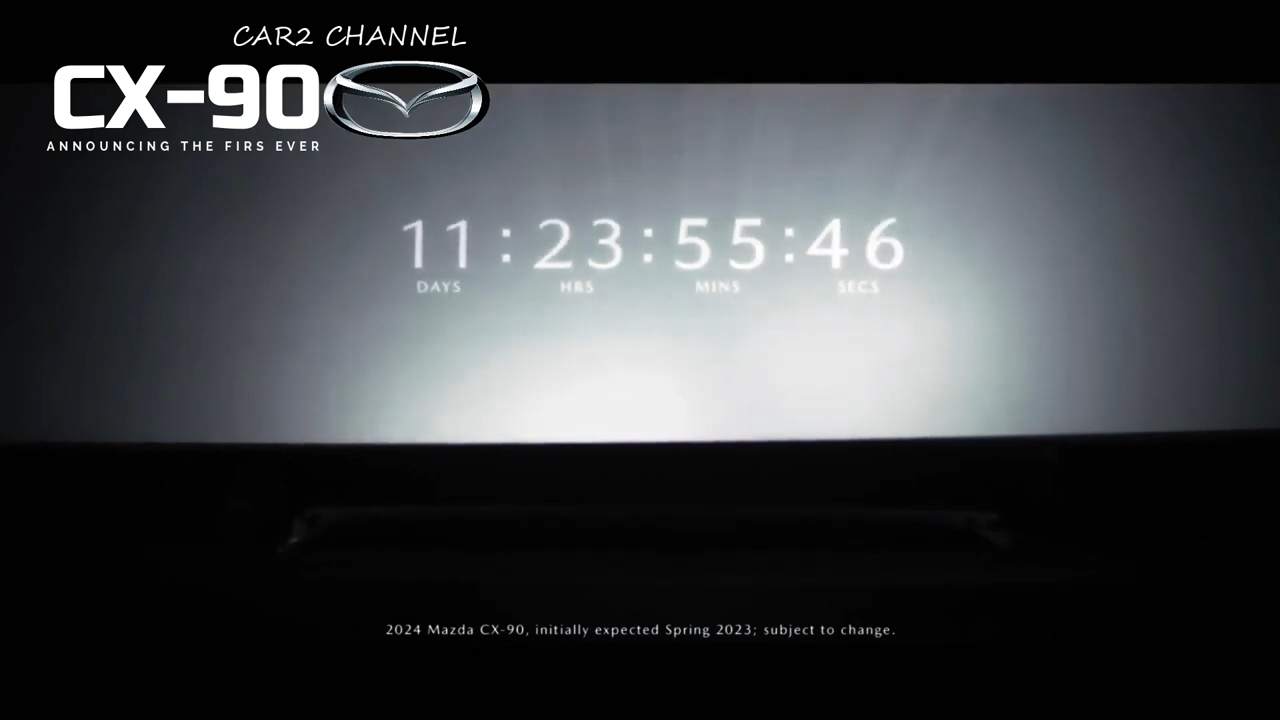 CAR2 CHANNEL
CX-90
ANNOUNCING THE FIRS EVER
11:23:55:46
DAYS HRS MINS SECS
2024 Mazda CX-90, initially expected Spring 2023; subject to change.